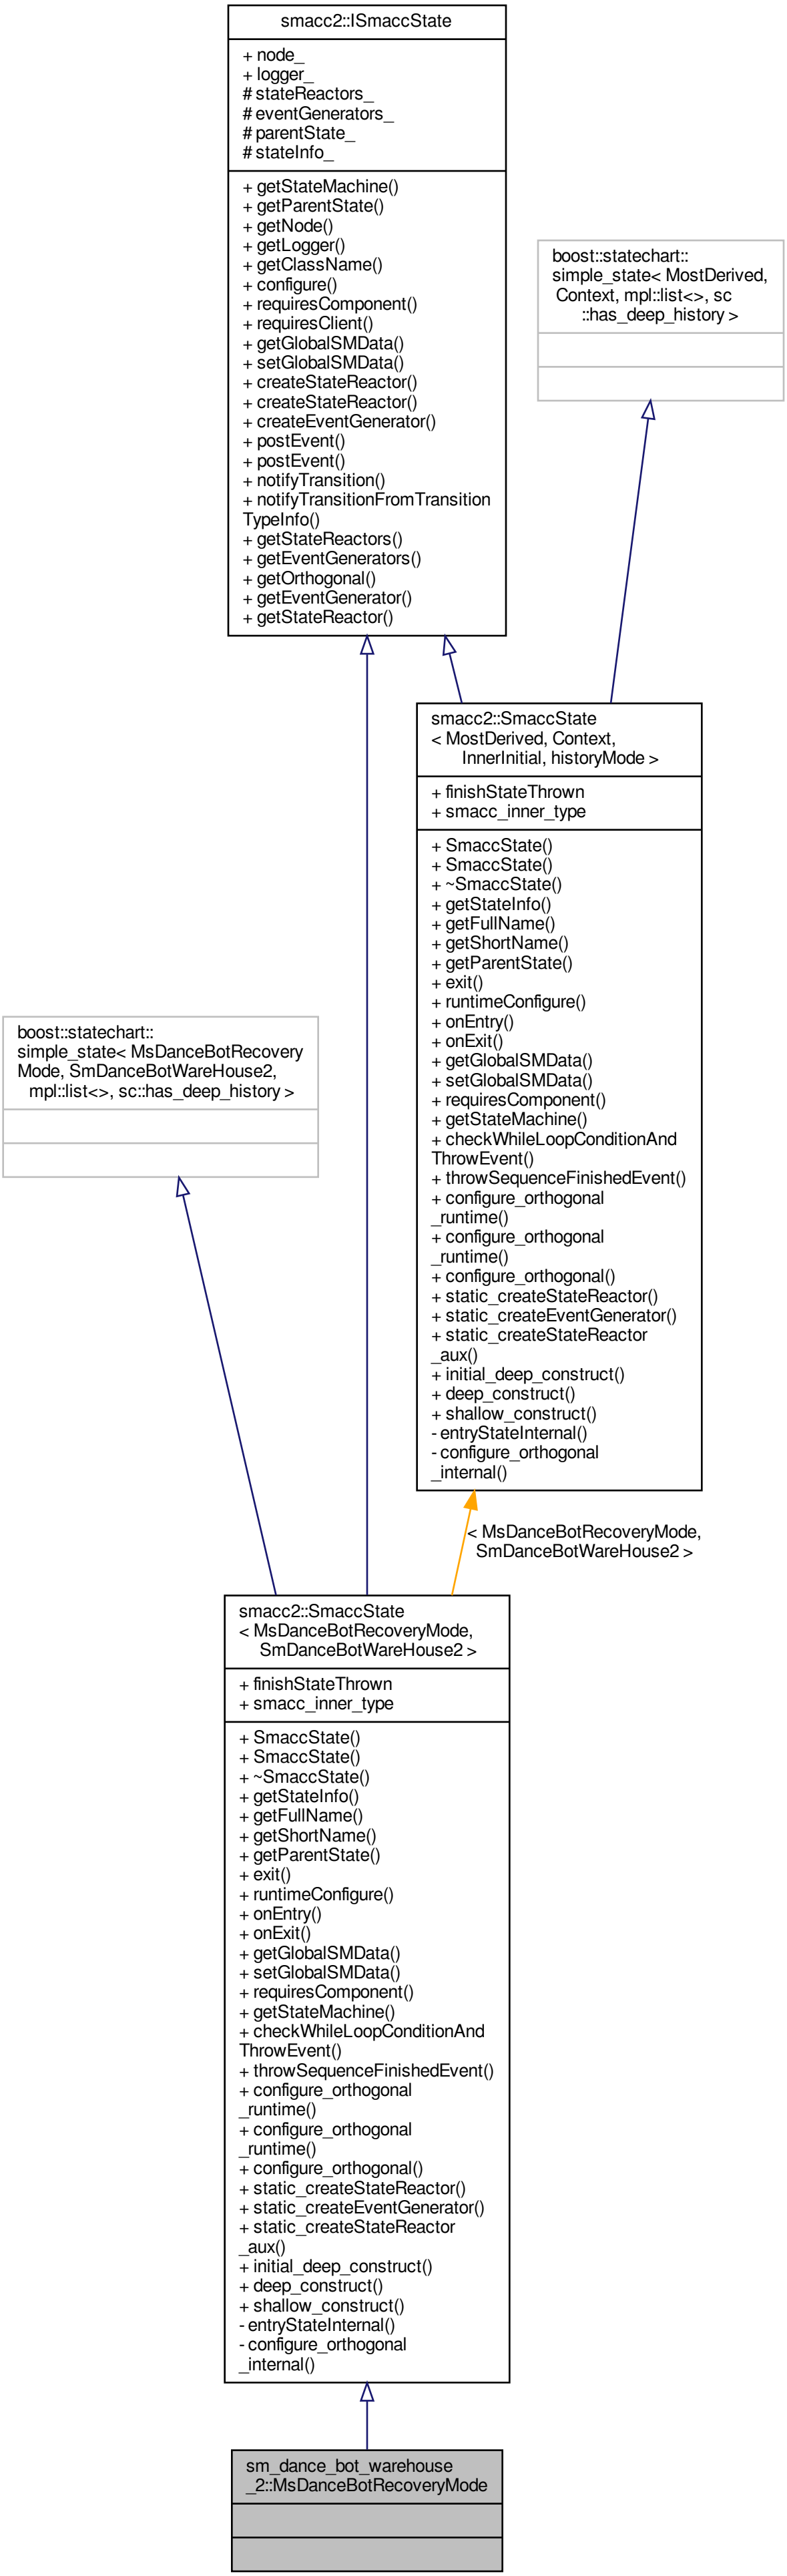 smacc2::ISmaccState
+ node_
+ logger_
# stateReactors_
# eventGenerators_
# parentState_
# stateInfo_
+ getStateMachine()
+ getParentState()
+ getNode()
+ getLogger()
+ getClassName()
+ configure()
+ requiresComponent()
+ requiresClient()
+ getGlobalSMData()
+ setGlobalSMData()
+ createStateReactor()
+ createStateReactor()
+ createEventGenerator()
+ postEvent()
+ postEvent()
+ notifyTransition()
+ notifyTransitionFromTransition
TypeInfo()
+ getStateReactors()
+ getEventGenerators()
+ getOrthogonal()
+ getEventGenerator()
+ getStateReactor()
boost::statechart::
simple_state< MostDerived,
Context, mpl::list<>, sc
::has_deep_history >
smacc2::SmaccState
< MostDerived, Context,
InnerInitial, historyMode >
+ finishStateThrown
+ smacc_inner_type
+ SmaccState()
+ SmaccState()
+ ~SmaccState()
+ getStateInfo()
+ getFullName()
+ getShortName()
+ getParentState()
+ exit()
+ runtimeConfigure()
+ onEntry()
+ onExit()
+ getGlobalSMData()
+ setGlobalSMData()
+ requiresComponent()
+ getStateMachine()
+ checkWhileLoopConditionAnd
ThrowEvent()
+ throwSequenceFinishedEvent()
+ configure_orthogonal
_runtime()
+ configure_orthogonal
_runtime()
+ configure_orthogonal()
+ static_createStateReactor()
+ static_createEventGenerator()
+ static_createStateReactor
_aux()
+ initial_deep_construct()
+ deep_construct()
+ shallow_construct()
- entryStateInternal()
- configure_orthogonal
_internal()
boost::statechart::
simple_state< MsDanceBotRecovery
Mode, SmDanceBotWareHouse2,
mpl::list<>, sc::has_deep_history >
< MsDanceBotRecoveryMode,
SmDanceBotWareHouse2 >
smacc2::SmaccState
< MsDanceBotRecoveryMode,
SmDanceBotWareHouse2 >
+ finishStateThrown
+ smacc_inner_type
+ SmaccState()
+ SmaccState()
+ ~SmaccState()
+ getStateInfo()
+ getFullName()
+ getShortName()
+ getParentState()
+ exit()
+ runtimeConfigure()
+ onEntry()
+ onExit()
+ getGlobalSMData()
+ setGlobalSMData()
+ requiresComponent()
+ getStateMachine()
+ checkWhileLoopConditionAnd
ThrowEvent()
+ throwSequenceFinishedEvent()
+ configure_orthogonal
_runtime()
+ configure_orthogonal
_runtime()
+ configure_orthogonal()
+ static_createStateReactor()
+ static_createEventGenerator()
+ static_createStateReactor
_aux()
+ initial_deep_construct()
+ deep_construct()
+ shallow_construct()
- entryStateInternal()
- configure_orthogonal
_internal()
sm_dance_bot_warehouse
_2::MsDanceBotRecoveryMode